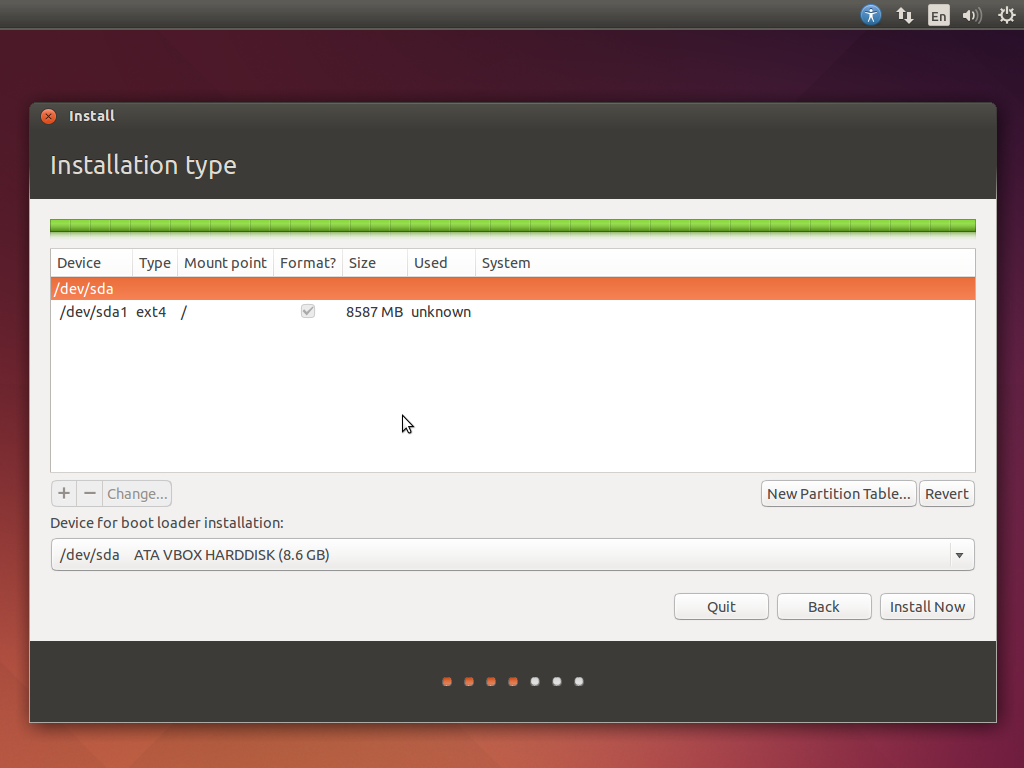 En
Install
Installation type
Device Type Mount point Format? Size Used System
/dev/sda
/dev/sda1 ext4 / 8587 MB unknown
+ − Change... New Partition Table... Revert
Device for boot loader installation:
/dev/sda ATA VBOX HARDDISK (8.6 GB)
Quit Back Install Now